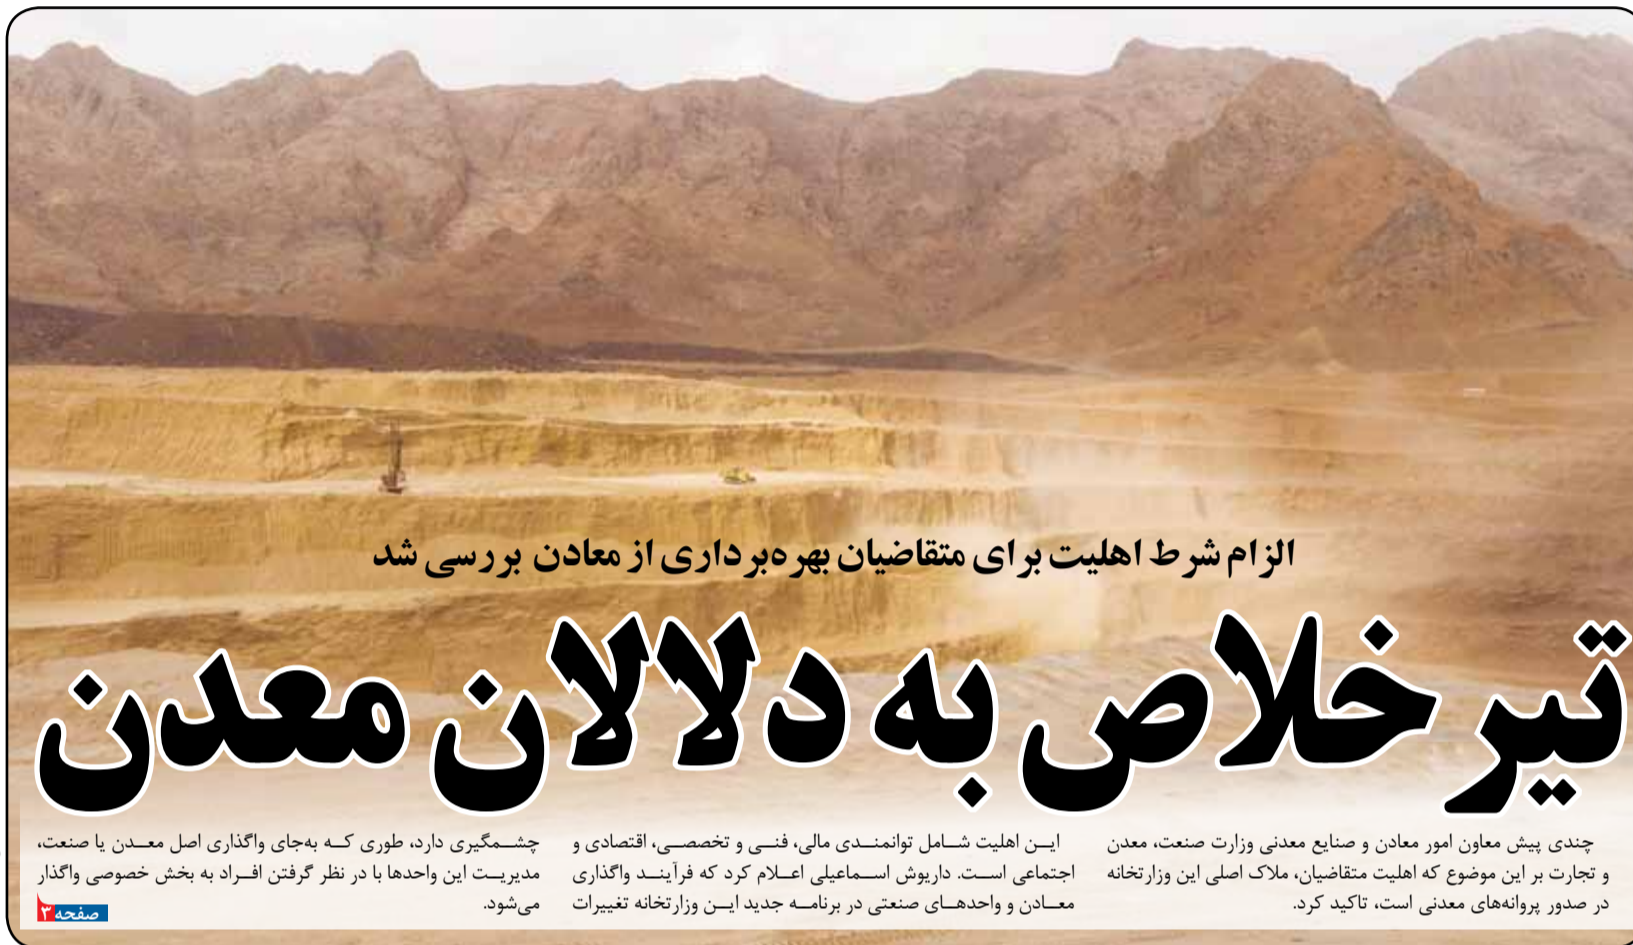 الزام شرط اهلیت برای متقاضیان بهره‌برداری از معادن بررسی شد
تیر خلاص به دلالان معدن
چندی پیش معاون امور معادن و صنایع معدنی وزارت صنعت، معدن
و تجارت بر این موضوع که اهلیت متقاضیان، ملاک اصلی این وزارتخانه
در صدور پروانه‌های معدنی است، تاکید کرد.
این اهلیت شامل توانمندی مالی، فنی و تخصصی، اقتصادی و
اجتماعی است. داریوش اسماعیلی اعلام کرد که فرآیند واگذاری
معادن و واحدهای صنعتی در برنامه جدید این وزارتخانه تغییرات
چشمگیری دارد، طوری که به‌جای واگذاری اصل معدن یا صنعت،
مدیریت این واحدها با در نظر گرفتن افراد به بخش خصوصی واگذار
می‌شود.
صفحه ۳